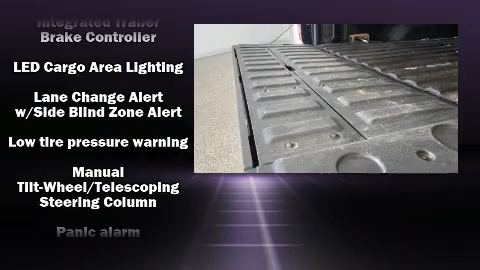 Integrated Trailer
Brake Controller
LED Cargo Area Lighting
Lane Change Alert
w/Side Blind Zone Alert
Low tire pressure warning
Manual
Tilt-Wheel/Telescoping
Steering Column
Panic alarm